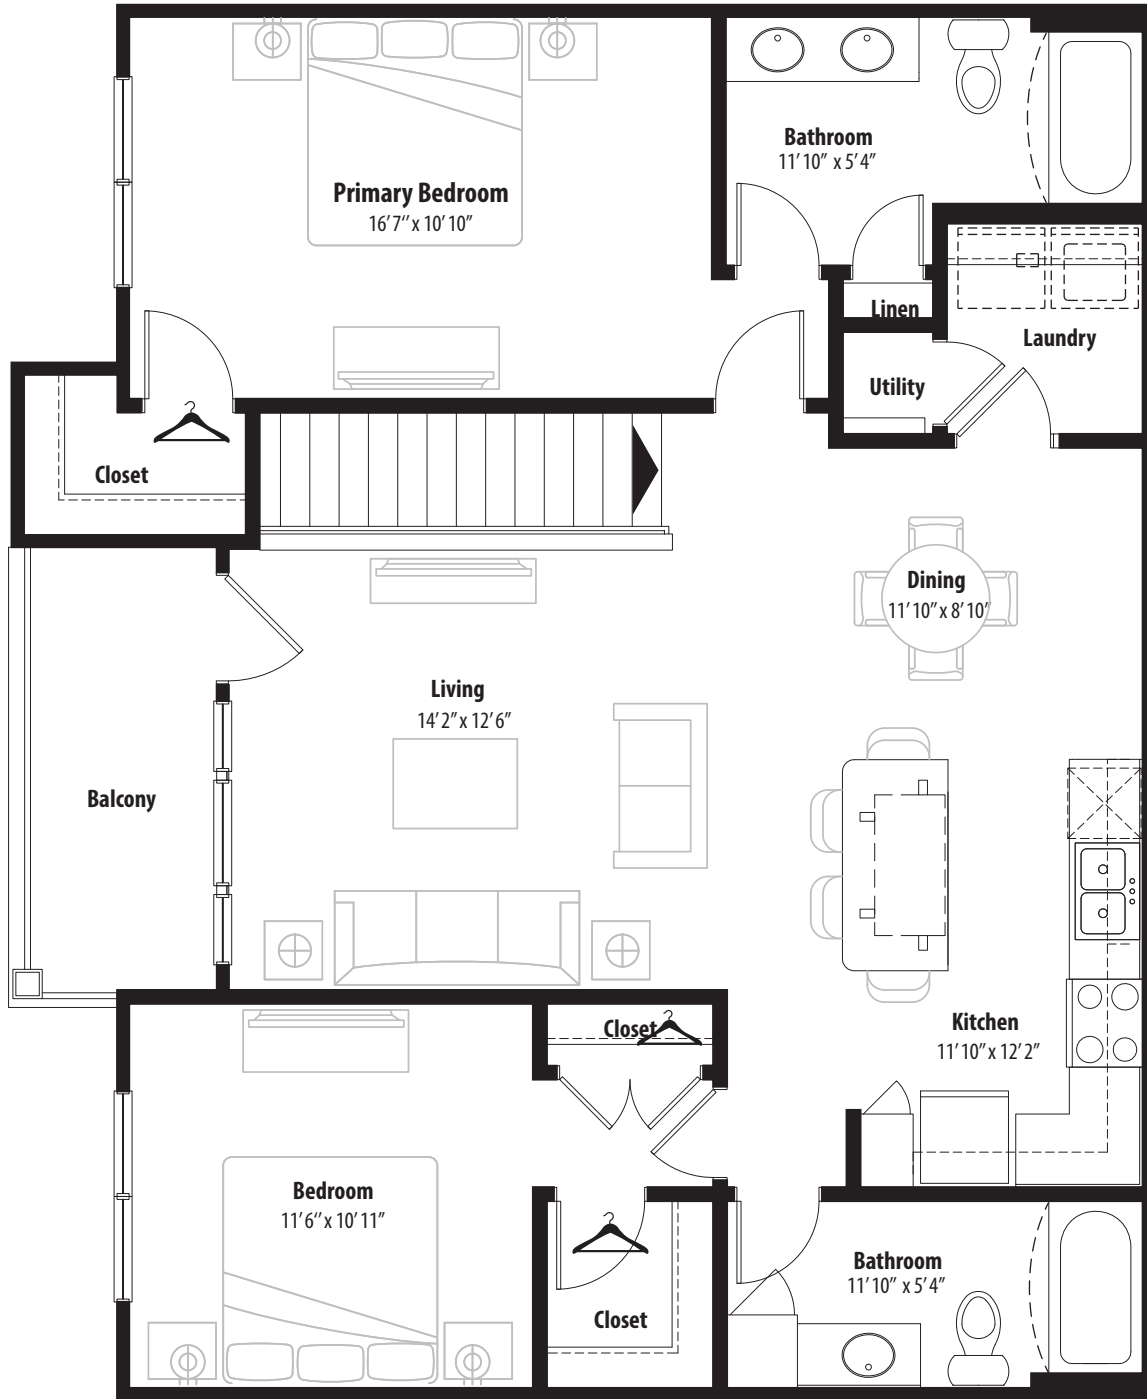 Primary Bedroom
16'7'' x 10'10"
Bathroom
11'10" x 5'4"
Linen
Laundry
Utility
Closet
Dining
11'10" x 8'10"
Living
14'2" x 12'6"
Balcony
Kitchen
11'10" x 12'2"
Closet
Bedroom
11'6'' x 10'11"
Closet
Bathroom
11'10" x 5'4"